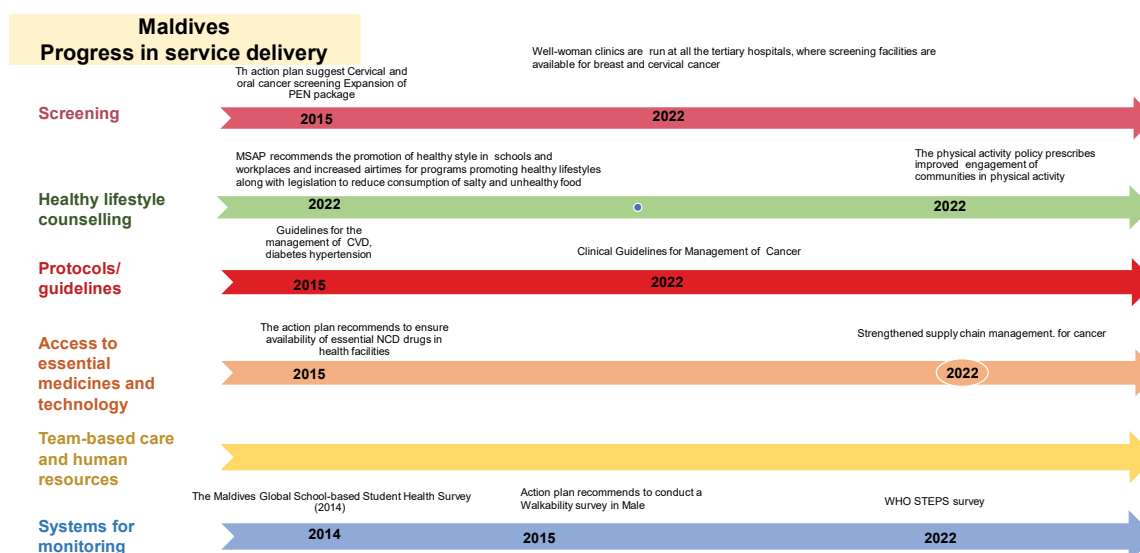 Maldives
Progress in service delivery
Well-woman clinics are run at all the tertiary hospitals, where screening facilities are
available for breast and cervical cancer
Th action plan suggest Cervical and
oral cancer screening Expansion of
PEN package
Screening
2015
2022
MSAP recommends the promotion of healthy style in schools and
workplaces and increased airtimes for programs promoting healthy lifestyles
along with legislation to reduce consumption of salty and unhealthy food
The physical activity policy prescribes
improved engagement of
communities in physical activity
Healthy lifestyle
counselling
2022
2022
Guidelines for the
management of CVD,
diabetes hypertension
Clinical Guidelines for Management of Cancer
Protocols/
guidelines
2015
2022
The action plan recommends to ensure
availability of essential NCD drugs in
health facilities
Strengthened supply chain management. for cancer
Access to
essential
medicines and
technology
2015
2022
Team-based care
and human
resources
The Maldives Global School-based Student Health Survey
(2014)
Action plan recommends to conduct a
Walkability survey in Male
WHO STEPS survey
Systems for
monitoring
2014
2015
2022